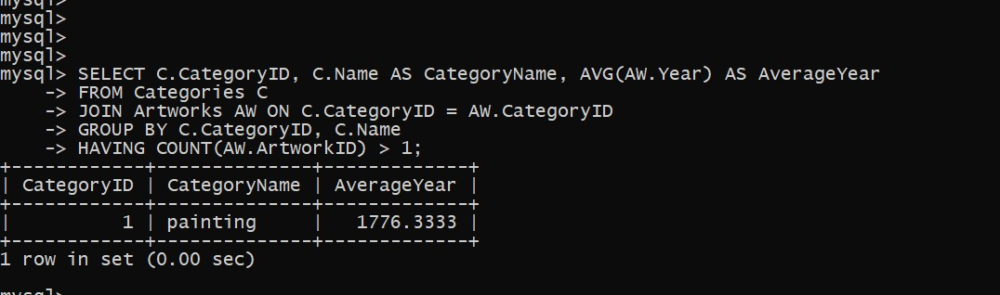 mysql>
mysql>
mysql>
mysql>
mysql> SELECT C.CategoryID, C.Name AS CategoryName, AVG(AW.Year) AS AverageYear
    -> FROM Categories C
    -> JOIN Artworks AW ON C.CategoryID = AW.CategoryID
    -> GROUP BY C.CategoryID, C.Name
    -> HAVING COUNT(AW.ArtworkID) > 1;
+------------+--------------+-------------+
| CategoryID | CategoryName | AverageYear |
+------------+--------------+-------------+
|          1 | painting     |   1776.3333 |
+------------+--------------+-------------+
1 row in set (0.00 sec)
mysql>